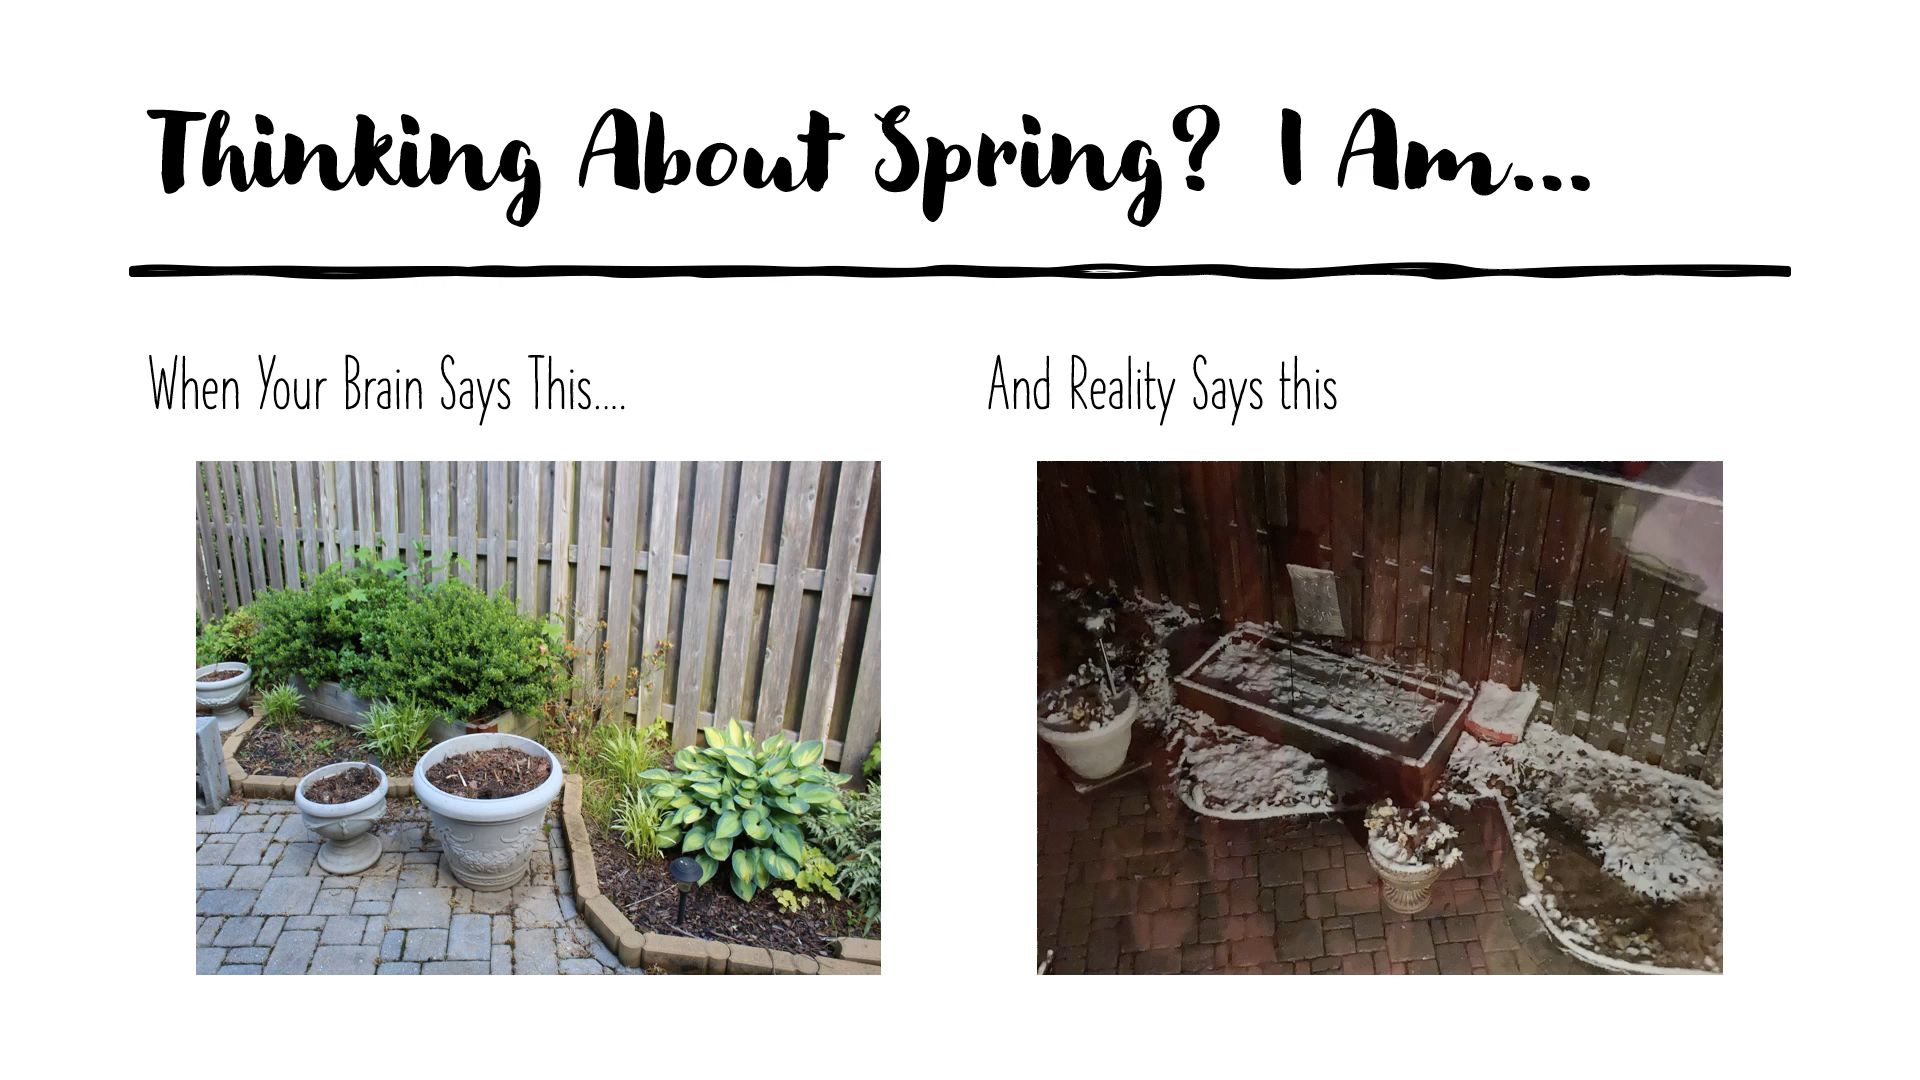 Thinking About Spring? I Am...
When Your Brain Says This....
And Reality Says this